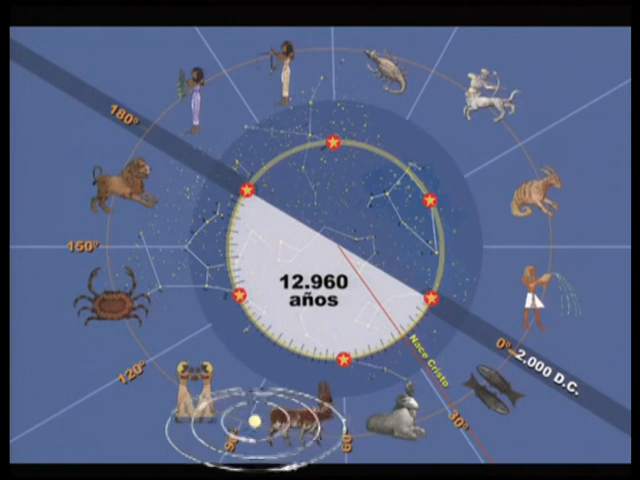 180º
150º
12.960
años
Nace Cristo
0º
2.000 D.C.
120º
30º
60º